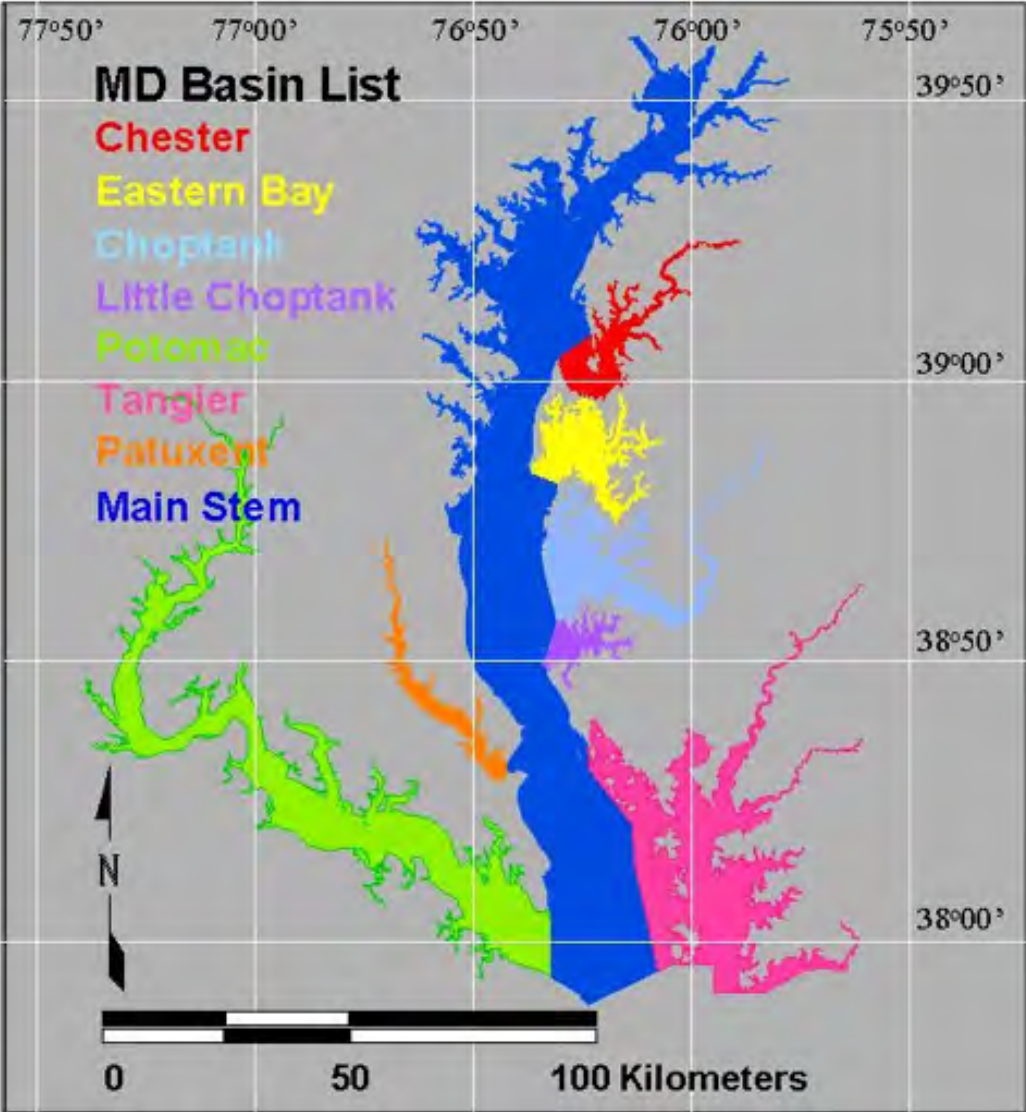 77°50’ 77°00’ 76°50’ 76°00’ 75°50’
MD Basin List
39°50’
Chester
Eastern Bay
Choptank
Little Choptank
Potomac
39°00’
Tangier
Patuxent
Main Stem
38°50’
N
38°00’
0 50 100 Kilometers